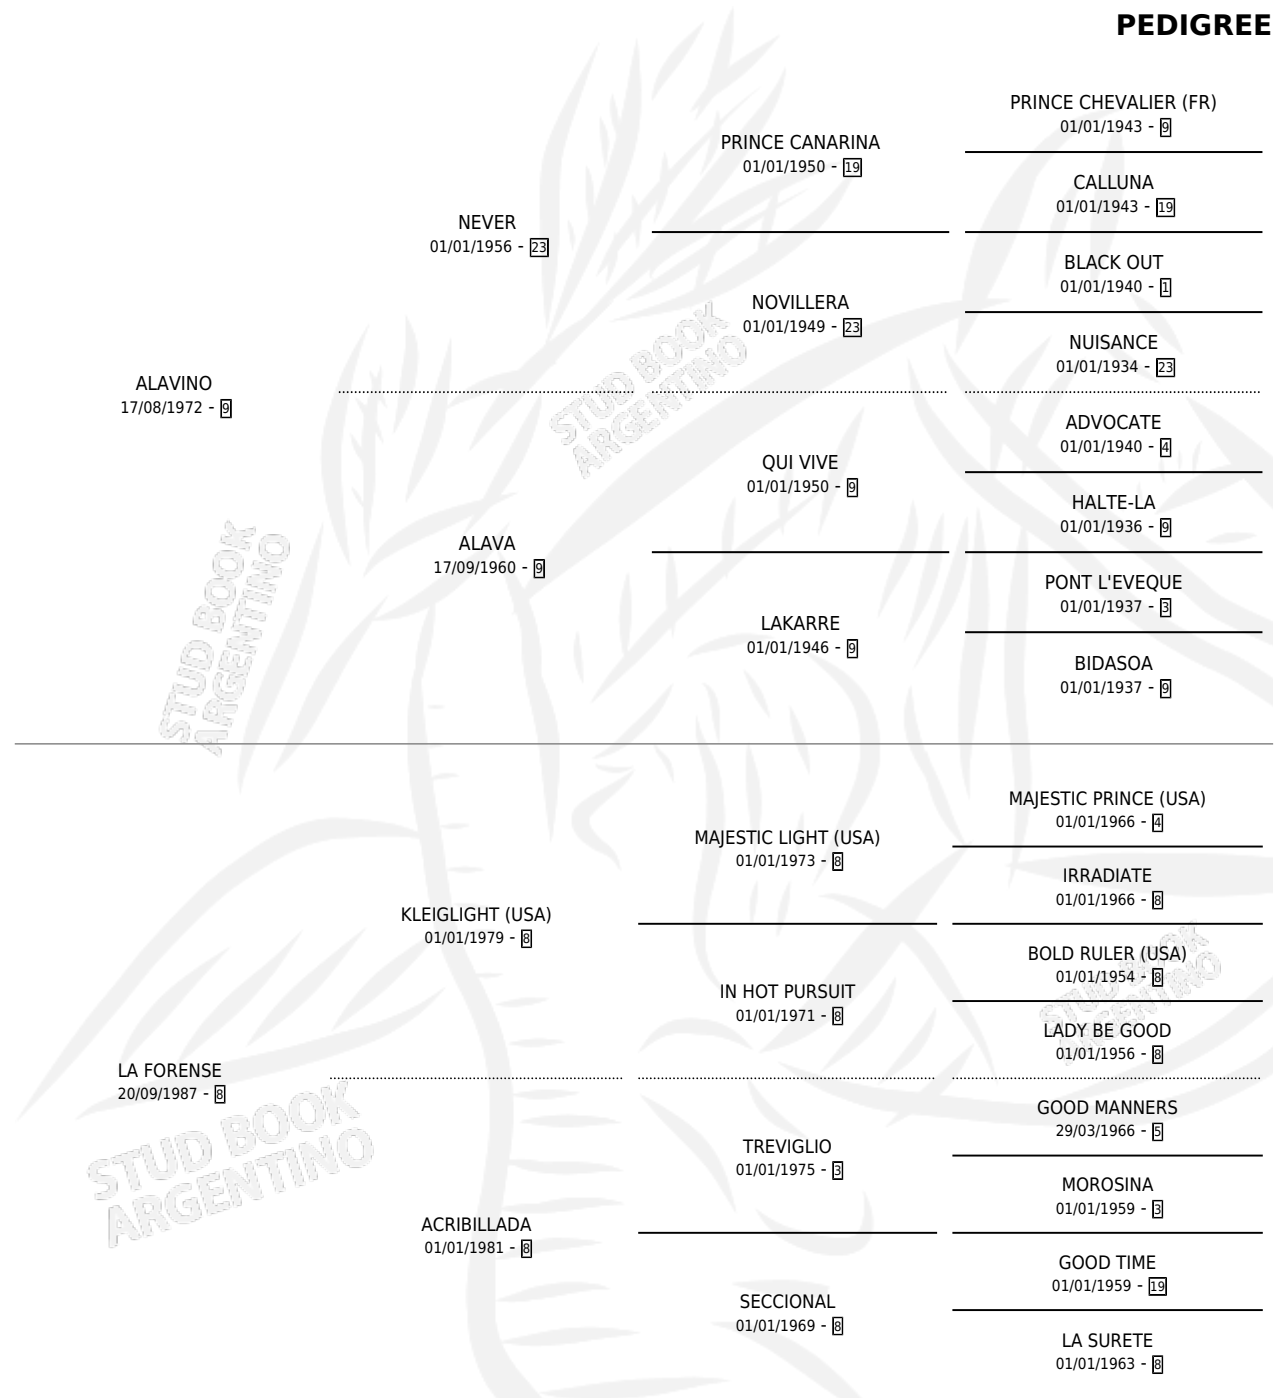 PEDIGREE
PRINCE CHEVALIER (FR)
01/01/1943 - 9
PRINCE CANARINA
01/01/1950 - 19
CALLUNA
01/01/1943 - 19
NEVER
01/01/1956 - 23
BLACK OUT
01/01/1940 - 1
NOVILLERA
01/01/1949 - 23
NUISANCE
01/01/1934 - 23
ALAVINO
17/08/1972 - 9
ADVOCATE
01/01/1940 - 4
QUI VIVE
01/01/1950 - 9
HALTE-LA
01/01/1936 - 9
ALAVA
17/09/1960 - 9
PONT L'EVEQUE
01/01/1937 - 3
LAKARRE
01/01/1946 - 9
BIDASOA
01/01/1937 - 9
MAJESTIC PRINCE (USA)
01/01/1966 - 4
MAJESTIC LIGHT (USA)
01/01/1973 - 8
IRRADIATE
01/01/1966 - 8
KLEIGLIGHT (USA)
01/01/1979 - 8
BOLD RULER (USA)
01/01/1954 - 8
IN HOT PURSUIT
01/01/1971 - 8
LADY BE GOOD
01/01/1956 - 8
LA FORENSE
20/09/1987 - 8
GOOD MANNERS
29/03/1966 - 5
TREVIGLIO
01/01/1975 - 3
MOROSINA
01/01/1959 - 3
ACRIBILLADA
01/01/1981 - 8
GOOD TIME
01/01/1959 - 19
SECCIONAL
01/01/1969 - 8
LA SURETE
01/01/1963 - 8
STUD BOOK
ARGENTINO
STUD BOOK
ARGENTINO
STUD BOOK
ARGENTINO
STUD BOOK
ARGENTINO